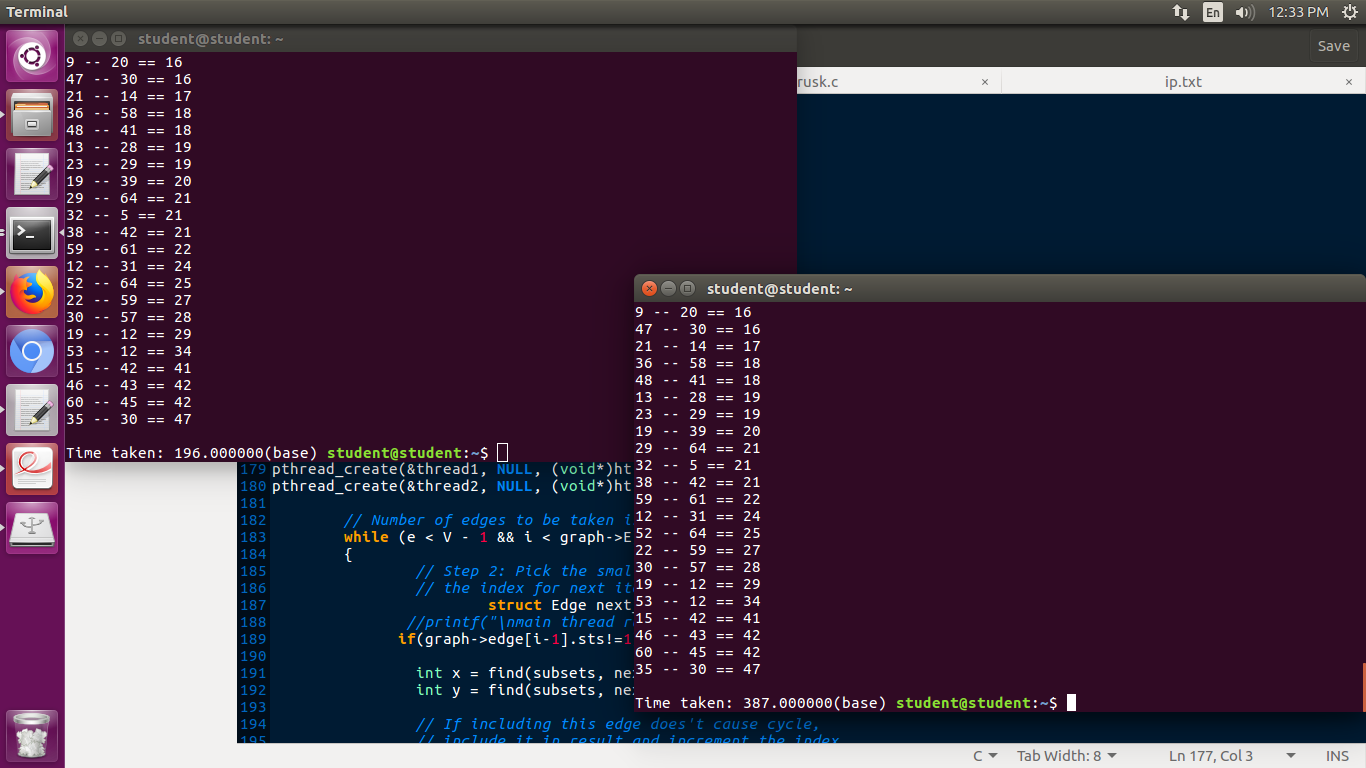 Terminal
En
12:33 PM
student@student: ~
9 -- 20 == 16
47 -- 30 == 16
21 -- 14 == 17
36 -- 58 == 18
48 -- 41 == 18
13 -- 28 == 19
23 -- 29 == 19
19 -- 39 == 20
29 -- 64 == 21
32 -- 5 == 21
38 -- 42 == 21
59 -- 61 == 22
12 -- 31 == 24
52 -- 64 == 25
22 -- 59 == 27
30 -- 57 == 28
19 -- 12 == 29
53 -- 12 == 34
15 -- 42 == 41
46 -- 43 == 42
60 -- 45 == 42
35 -- 30 == 47
Time taken: 196.000000(base) student@student:~$
Save
rusk.c ×
ip.txt ×
student@student: ~
9 -- 20 == 16
47 -- 30 == 16
21 -- 14 == 17
36 -- 58 == 18
48 -- 41 == 18
13 -- 28 == 19
23 -- 29 == 19
19 -- 39 == 20
29 -- 64 == 21
32 -- 5 == 21
38 -- 42 == 21
59 -- 61 == 22
12 -- 31 == 24
52 -- 64 == 25
22 -- 59 == 27
30 -- 57 == 28
19 -- 12 == 29
53 -- 12 == 34
15 -- 42 == 41
46 -- 43 == 42
60 -- 45 == 42
35 -- 30 == 47
Time taken: 387.000000(base) student@student:~$
179 pthread_create(&thread1, NULL, (void*)ht
180 pthread_create(&thread2, NULL, (void*)ht
181
182 // Number of edges to be taken i
183 while (e < V - 1 && i < graph->E
184 {
185 // Step 2: Pick the smal
186 // the index for next it
187 struct Edge next_
188 //printf("\nmain thread r
189 if(graph->edge[i-1].sts!=1
190
191 int x = find(subsets, ne
192 int y = find(subsets, ne
193
194 // If including this edge does't cause cycle,
195 // include it in result and increment the index
C
Tab Width: 8
Ln 177, Col 3
INS